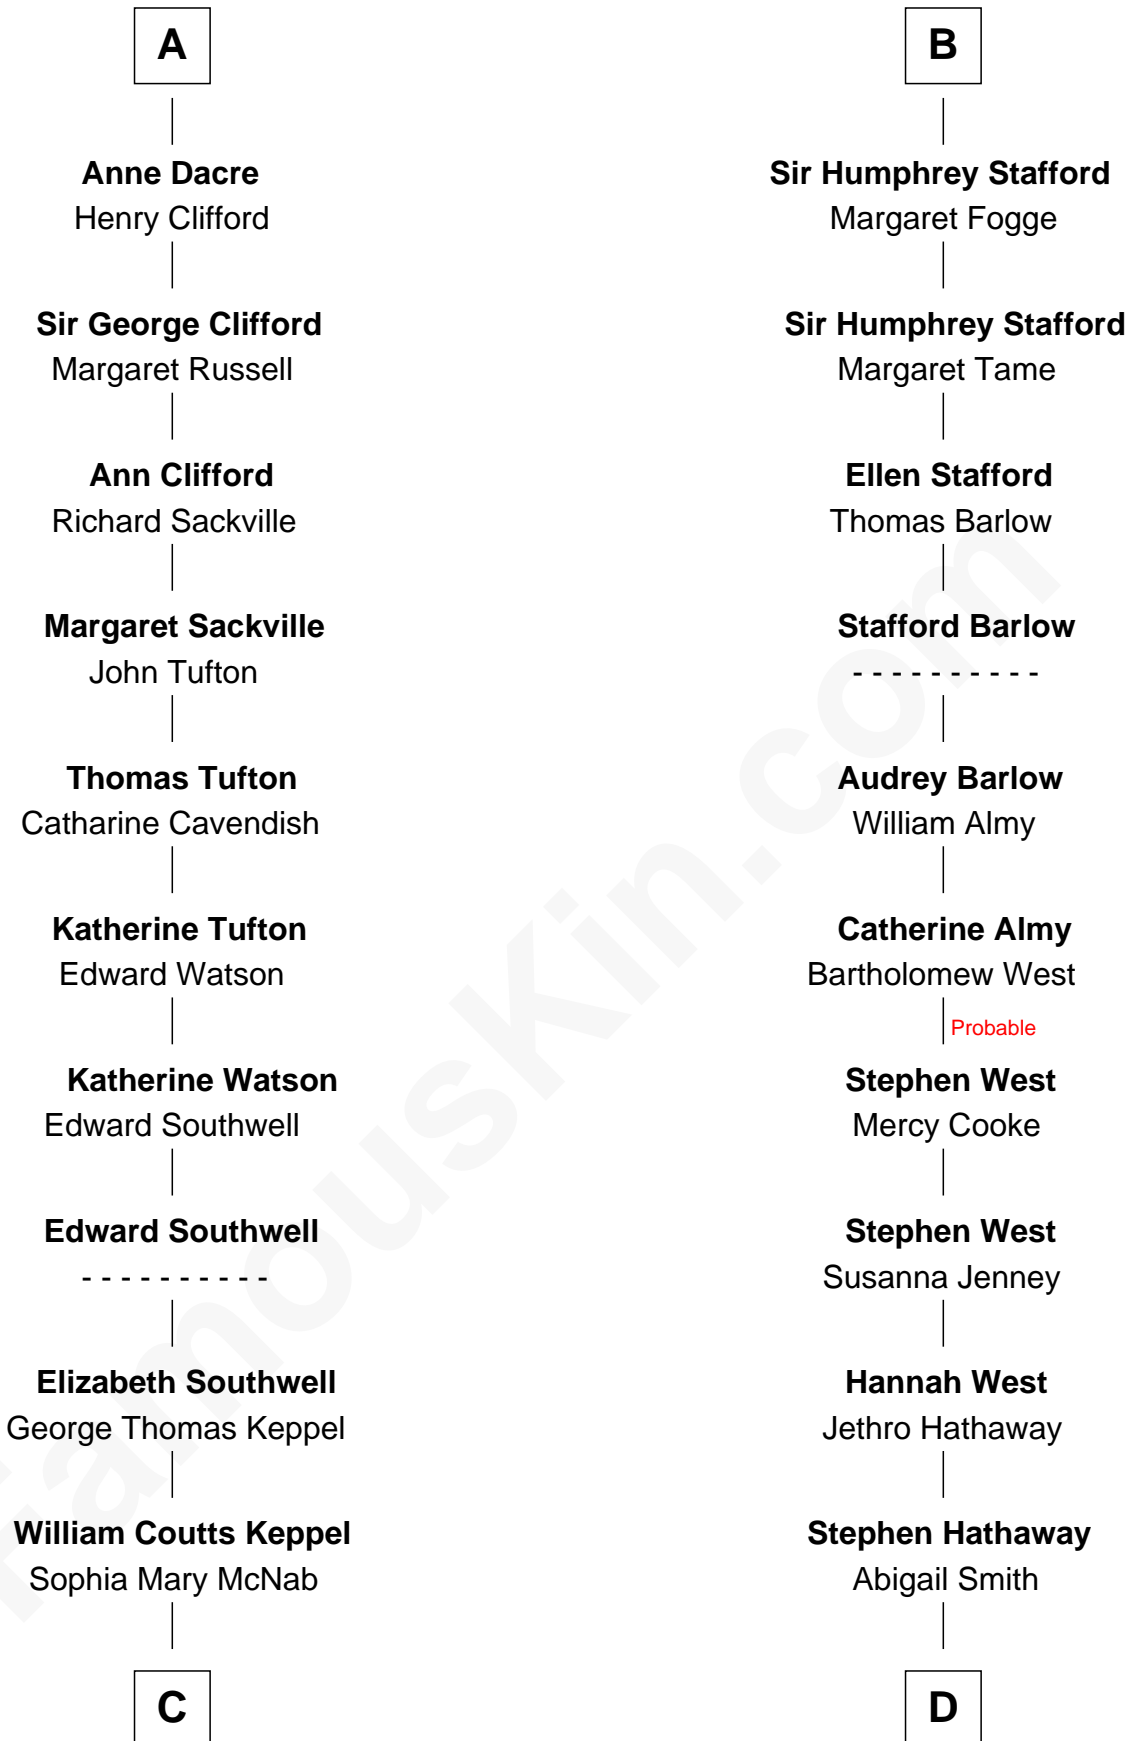 A
Anne Dacre
Henry Clifford
Sir George Clifford
Margaret Russell
Ann Clifford
Richard Sackville
Margaret Sackville
John Tufton
Thomas Tufton
Catharine Cavendish
Katherine Tufton
Edward Watson
Katherine Watson
Edward Southwell
Edward Southwell
- - - - - - - - - -
Elizabeth Southwell
George Thomas Keppel
William Coutts Keppel
Sophia Mary McNab
C
B
Sir Humphrey Stafford
Margaret Fogge
Sir Humphrey Stafford
Margaret Tame
Ellen Stafford
Thomas Barlow
Stafford Barlow
- - - - - - - - - -
Audrey Barlow
William Almy
Catherine Almy
Bartholomew West
Probable
Stephen West
Mercy Cooke
Stephen West
Susanna Jenney
Hannah West
Jethro Hathaway
Stephen Hathaway
Abigail Smith
D
FamousKin.com